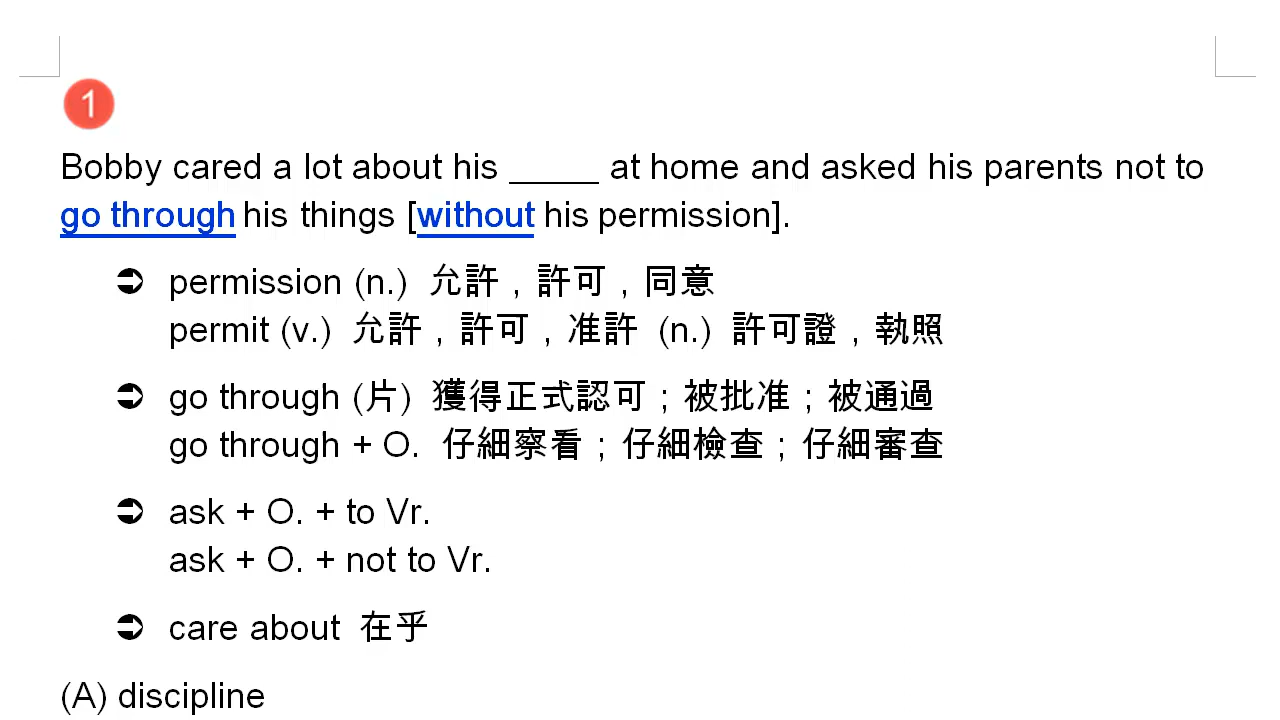 1
Bobby cared a lot about his _____ at home and asked his parents not to
go through his things [without his permission].
➲ permission (n.) 允許，許可，同意
permit (v.) 允許，許可，准許 (n.) 許可證，執照
➲ go through (片) 獲得正式認可；被批准；被通過
go through + O. 仔細察看；仔細檢查；仔細審查
➲ ask + O. + to Vr.
ask + O. + not to Vr.
➲ care about 在乎
(A) discipline